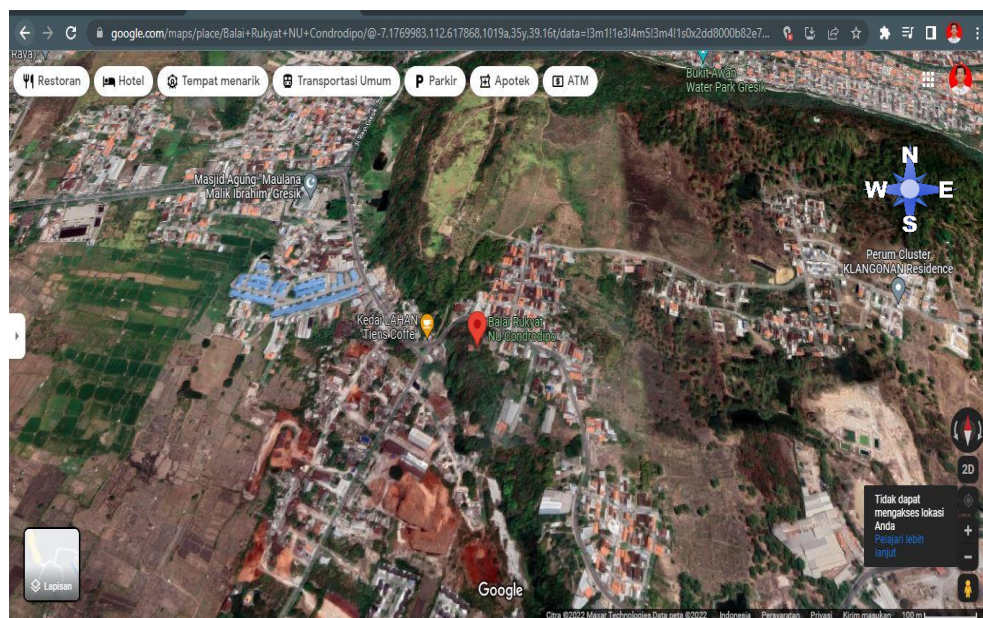 google.com/maps/place/Balai+Rukyat+NU+Condrodipo/@-7.1769983,112.617868,1019a,35y,39.16t/data=!3m1!1e3!4m5!3m4!1s0x2dd8000b82e7...
Raya
Restoran
Hotel
Tempat menarik
Transportasi Umum
P Parkir
Apotek
$ ATM
Bukit Awan
Water Park Gresik
Masjid Agung "Maulana
Malik Ibrahim" Gresik
N
W E
S
Perum Cluster
KLANGONAN Residence
Kedai LAHAN
Tiens Coffe
Balai Rukyat
NU Condrodipo
2D
Tidak dapat
mengakses lokasi
Anda
Pelajari lebih
lanjut
+
−
Lapisan
Google
Citra ©2022 Maxar Technologies,Data peta ©2022 Indonesia Persyaratan Privasi Kirim masukan 100 m